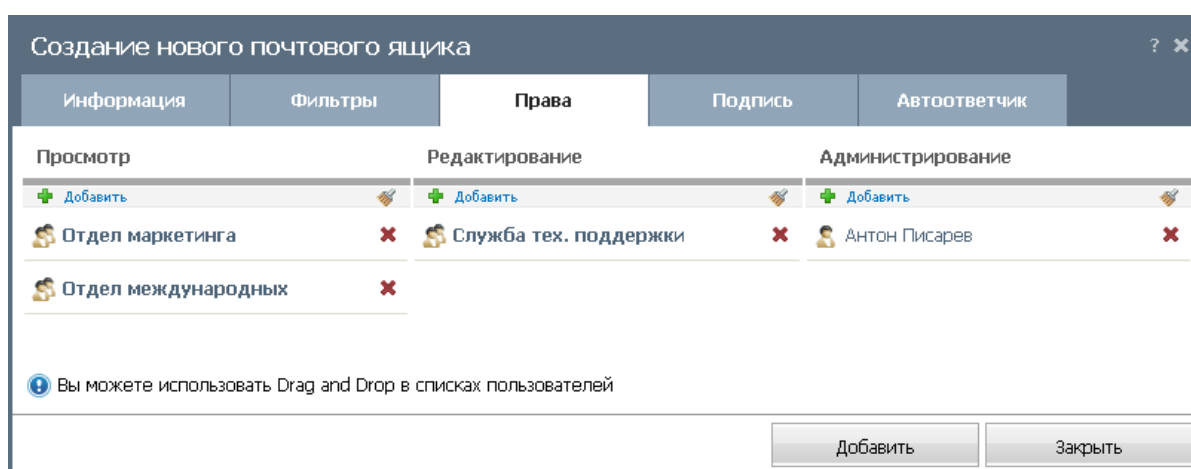 Создание нового почтового ящика ?
Информация Фильтры Права Подпись Автоответчик
Просмотр Редактирование Администрирование
Добавить Добавить Добавить
Отдел маркетинга Служба тех. поддержки Антон Писарев
Отдел международных
Вы можете использовать Drag and Drop в списках пользователей
Добавить Закрыть